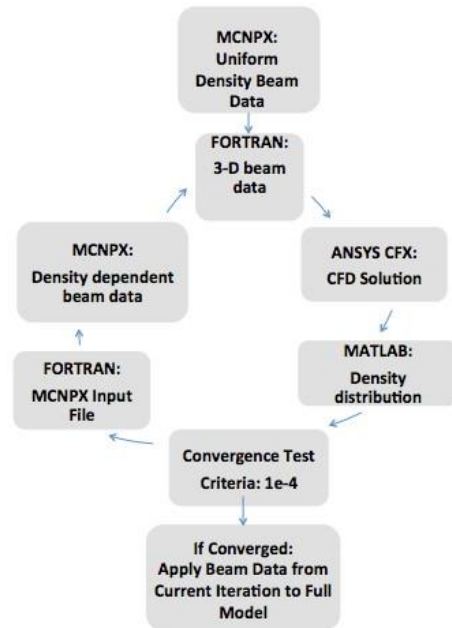 MCNPX:
Uniform
Density Beam
Data
FORTRAN:
3-D beam
data
MCNPX:
Density dependent
beam data
ANSYS CFX:
CFD Solution
FORTRAN:
MCNPX Input
File
MATLAB:
Density
distribution
Convergence Test
Criteria: 1e-4
If Converged:
Apply Beam Data from
Current Iteration to Full
Model